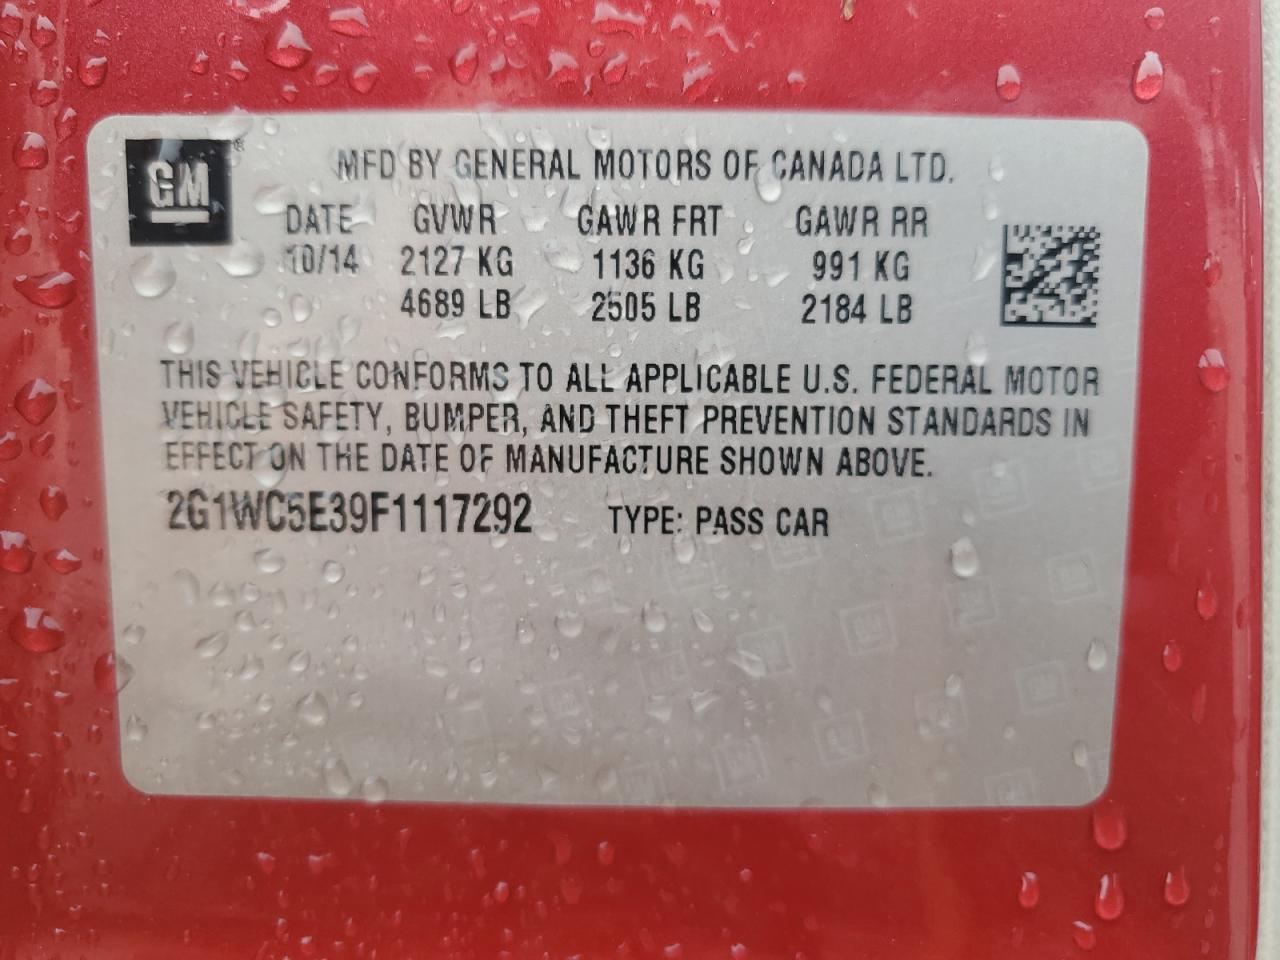 GM®
MFD BY GENERAL MOTORS OF CANADA LTD.
DATE GVWR GAWR FRT GAWR RR
10/14 2127 KG 1136 KG 991 KG
4689 LB 2505 LB 2184 LB
THIS VEHICLE CONFORMS TO ALL APPLICABLE U.S. FEDERAL MOTOR
VEHICLE SAFETY, BUMPER, AND THEFT PREVENTION STANDARDS IN
EFFECT ON THE DATE OF MANUFACTURE SHOWN ABOVE.
2G1WC5E39F1117292 TYPE: PASS CAR